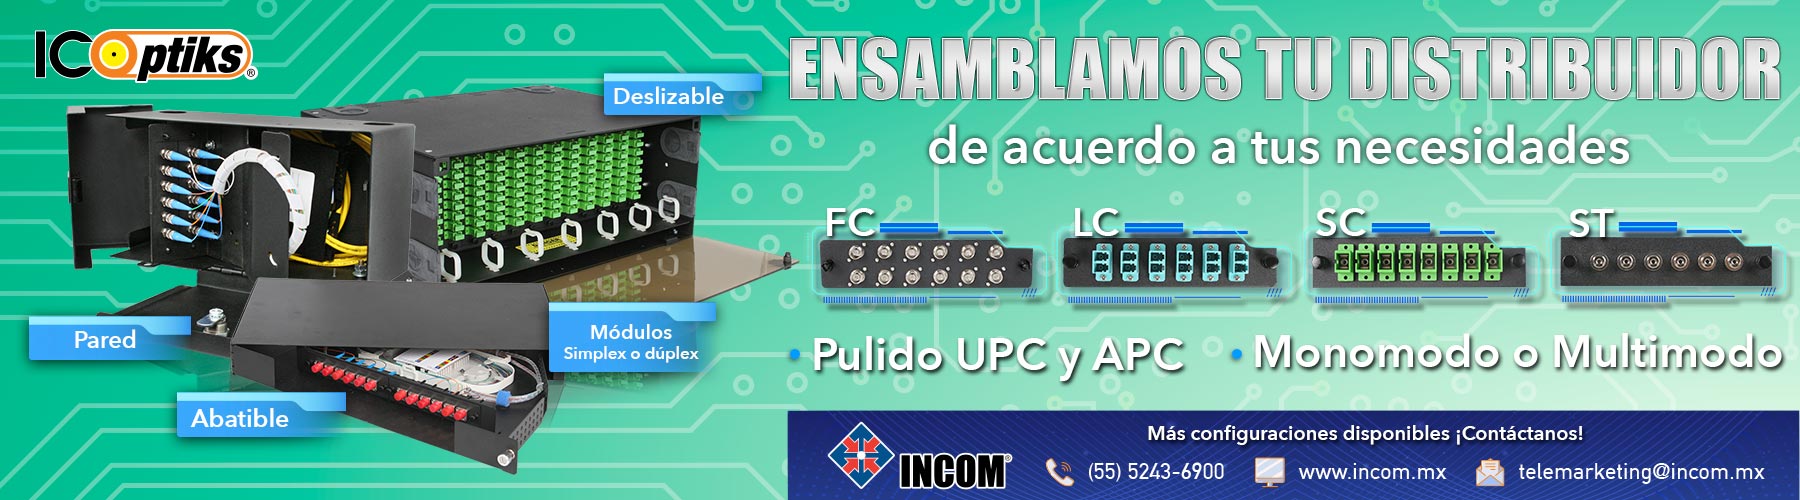 ICOptiks®
ENSAMBLAMOS TU DISTRIBUIDOR
de acuerdo a tus necesidades
Deslizable
Pared
Módulos
Simplex o dúplex
Abatible
FC
LC
SC
ST
• Pulido UPC y APC
• Monomodo o Multimodo
INCOM®
Más configuraciones disponibles ¡Contáctanos!
(55) 5243-6900
www.incom.mx
telemarketing@incom.mx